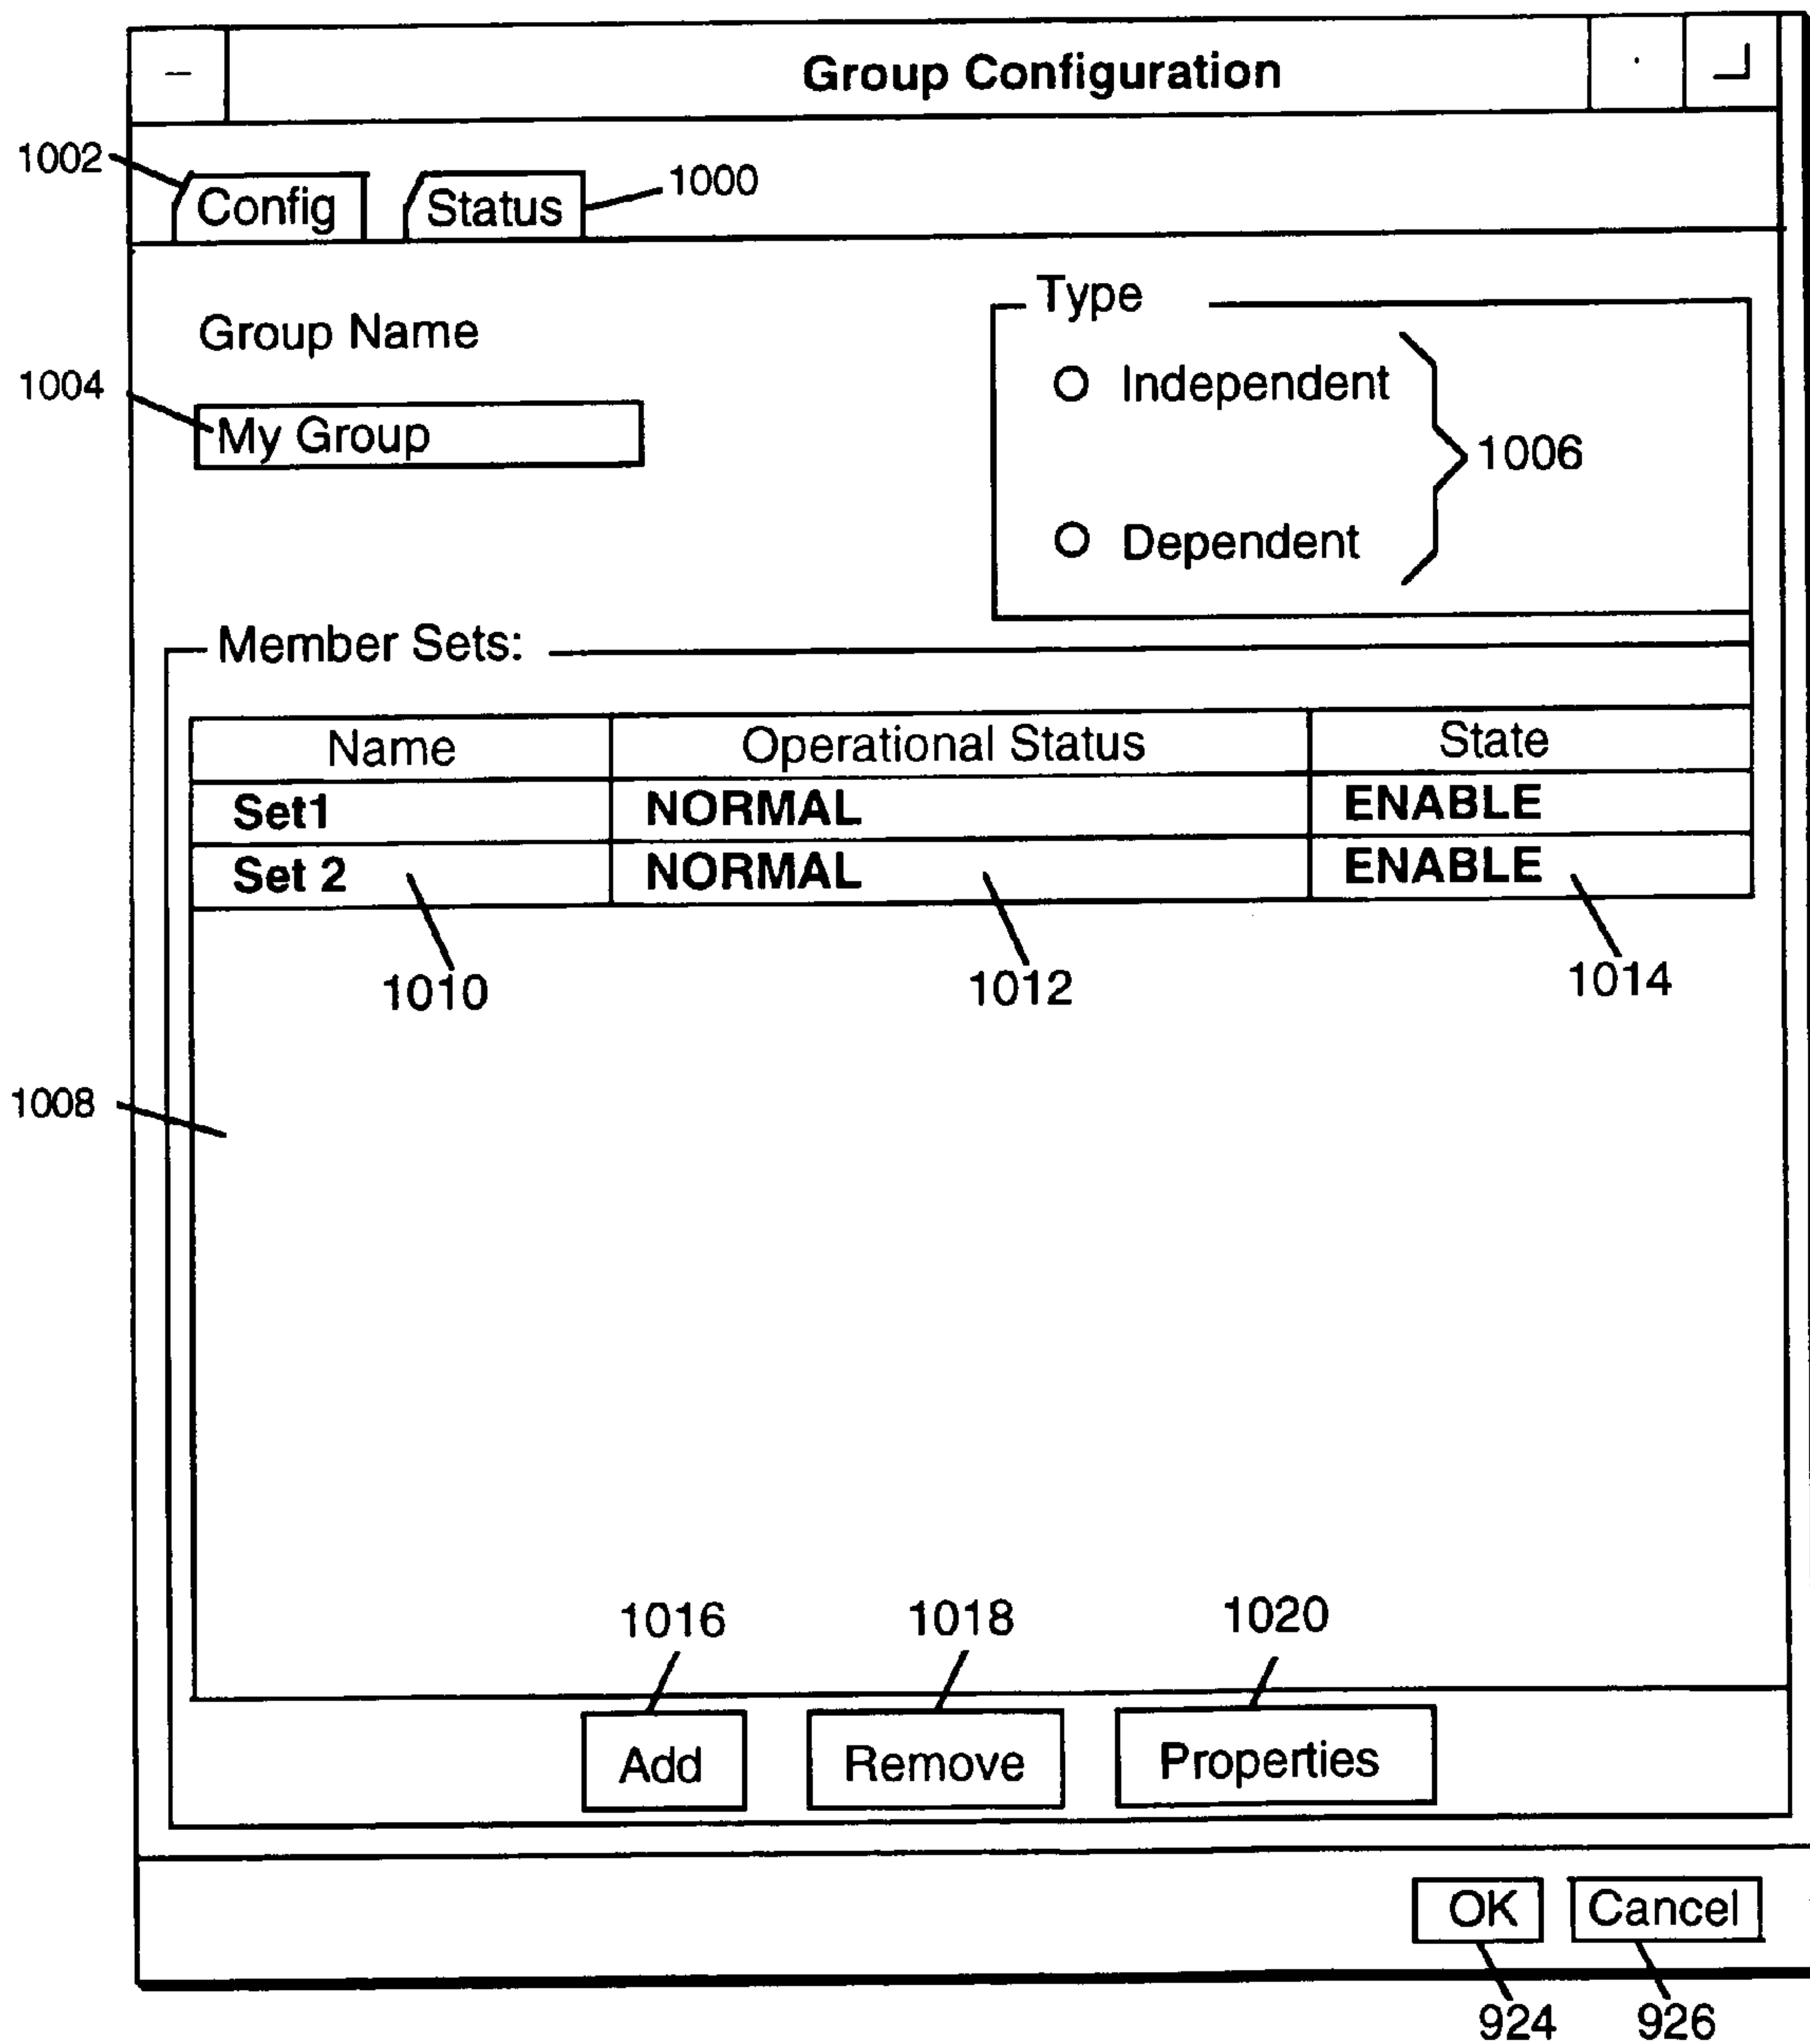 Group Configuration
1002
Config
Status
1000
Group Name
Type
1004
My Group
Independent
1006
Dependent
Member Sets:
Name Operational Status State
Set1 NORMAL ENABLE
Set 2 NORMAL ENABLE
1010 1012 1014
1008
1016 1018 1020
Add Remove Properties
OK Cancel
924 926